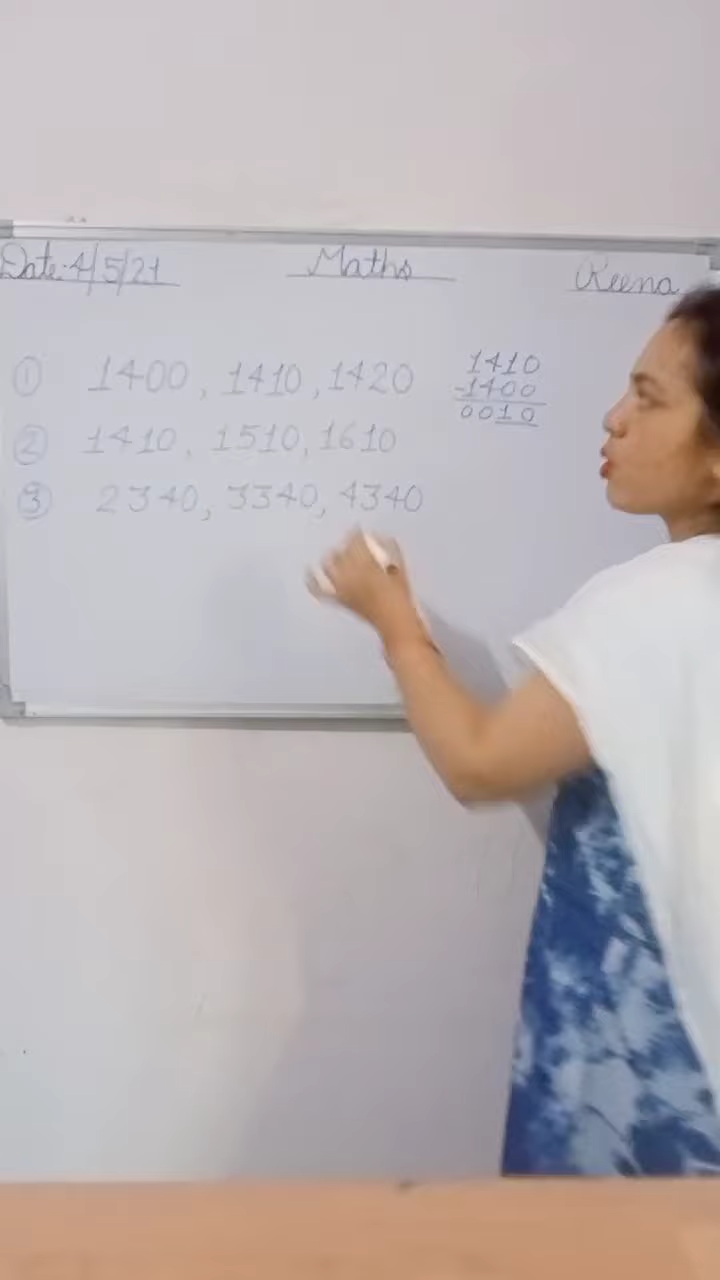 Date:-4/5/21 Maths Reena
① 1400, 1410, 1420
② 1410, 1510, 1610
③ 2340, 3340, 4340
1410
-1400
0010